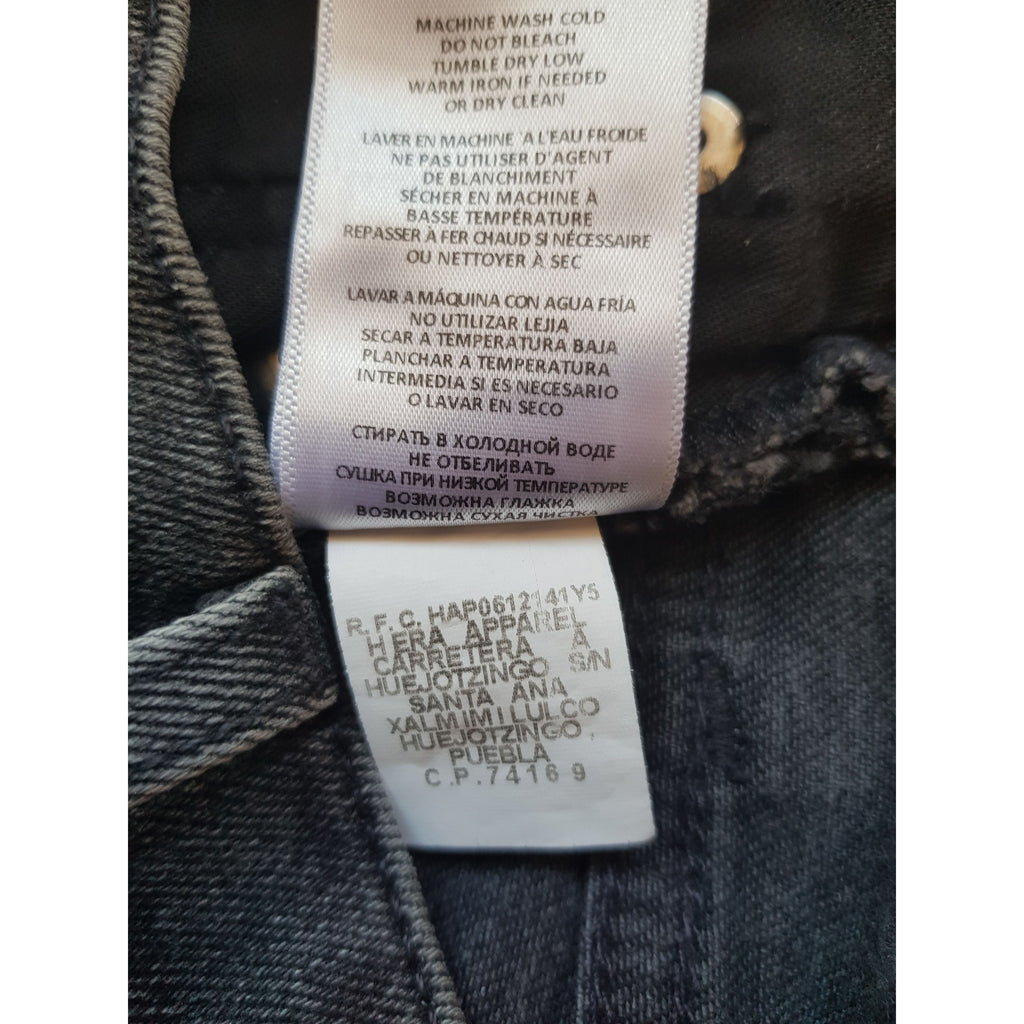 MACHINE WASH COLD
DO NOT BLEACH
TUMBLE DRY LOW
WARM IRON IF NEEDED
OR DRY CLEAN
LAVER EN MACHINE `A L'EAU FROIDE
NE PAS UTILISER D'AGENT
DE BLANCHIMENT
SÉCHER EN MACHINE À
BASSE TEMPÉRATURE
REPASSER À FER CHAUD SI NÉCESSAIRE
OU NETTOYER À SEC
LAVAR A MÁQUINA CON AGUA FRÍA
NO UTILIZAR LEJIA
SECAR A TEMPERATURA BAJA
PLANCHAR A TEMPERATURA
INTERMEDIA SI ES NECESARIO
O LAVAR EN SECO
СТИРАТЬ В ХОЛОДНОЙ ВОДЕ
НЕ ОТБЕЛИВАТЬ
СУШКА ПРИ НИЗКОЙ ТЕМПЕРАТУРЕ
ВОЗМОЖНА ГЛАЖКА
ВОЗМОЖНА СУХАЯ ЧИСТКА
R.F.C. HAP0612141Y5
HERA APPAREL
CARRETERA A
HUEJOTZINGO S/N
SANTA ANA
XALMIMILULCO
HUEJOTZINGO,
PUEBLA
C.P.74169